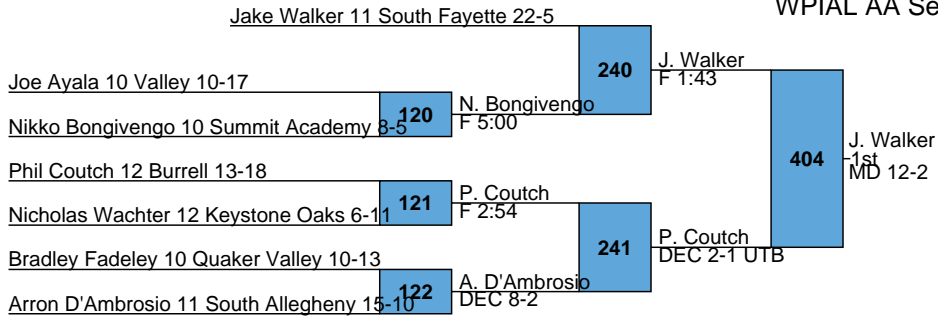 WPIAL AA Se
Jake Walker 11 South Fayette 22-5
240
J. Walker
F 1:43
Joe Ayala 10 Valley 10-17
120
N. Bongivengo
F 5:00
Nikko Bongivengo 10 Summit Academy 8-5
404
J. Walker
1st
MD 12-2
Phil Coutch 12 Burrell 13-18
121
P. Coutch
F 2:54
Nicholas Wachter 12 Keystone Oaks 6-11
241
P. Coutch
DEC 2-1 UTB
Bradley Fadeley 10 Quaker Valley 10-13
122
A. D'Ambrosio
DEC 8-2
Arron D'Ambrosio 11 South Allegheny 15-10